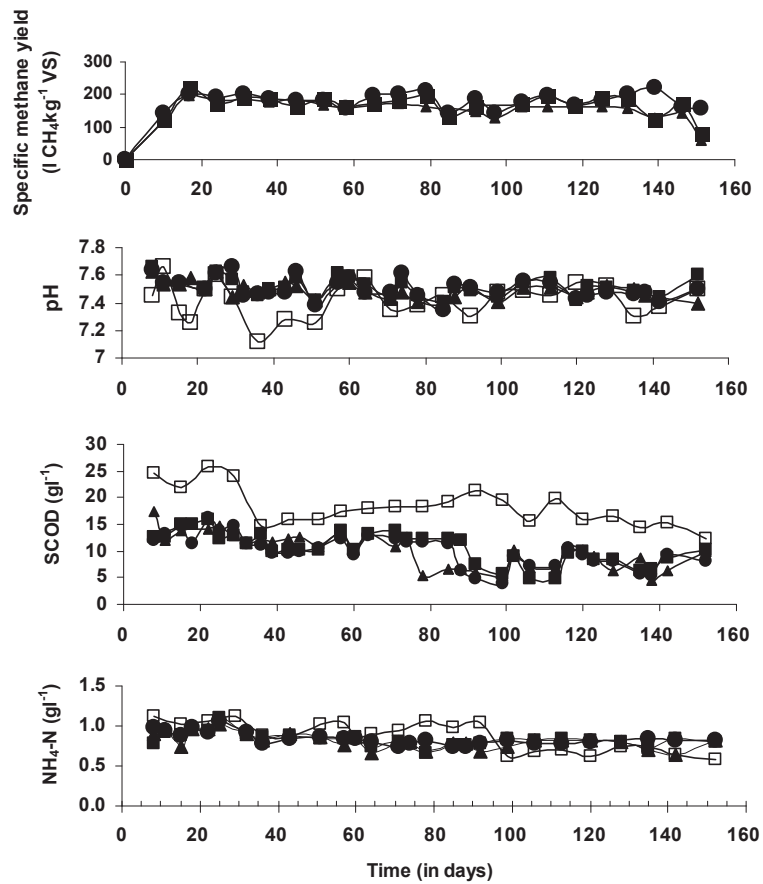 Specific methane yield
(l CH₄kg⁻¹ VS)
300
200
100
0
0 20 40 60 80 100 120 140 160
pH
7.8
7.6
7.4
7.2
7
0 20 40 60 80 100 120 140 160
SCOD (gl⁻¹)
30
25
20
15
10
5
0
0 20 40 60 80 100 120 140 160
NH₄-N (gl⁻¹)
1.5
1.0
0.5
0.0
0 20 40 60 80 100 120 140 160
Time (in days)